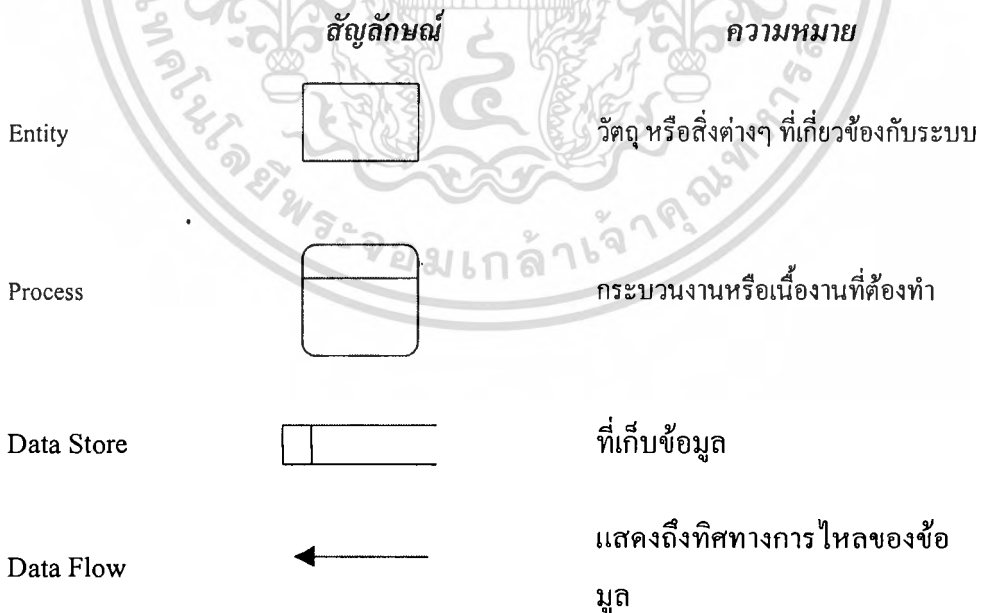 สัญลักษณ์ ความหมาย
Entity วัตถุ หรือสิ่งต่างๆ ที่เกี่ยวข้องกับระบบ
Process กระบวนงานหรือเนื้องานที่ต้องทำ
Data Store ที่เก็บข้อมูล
Data Flow แสดงถึงทิศทางการ ไหลของข้อ
มูล